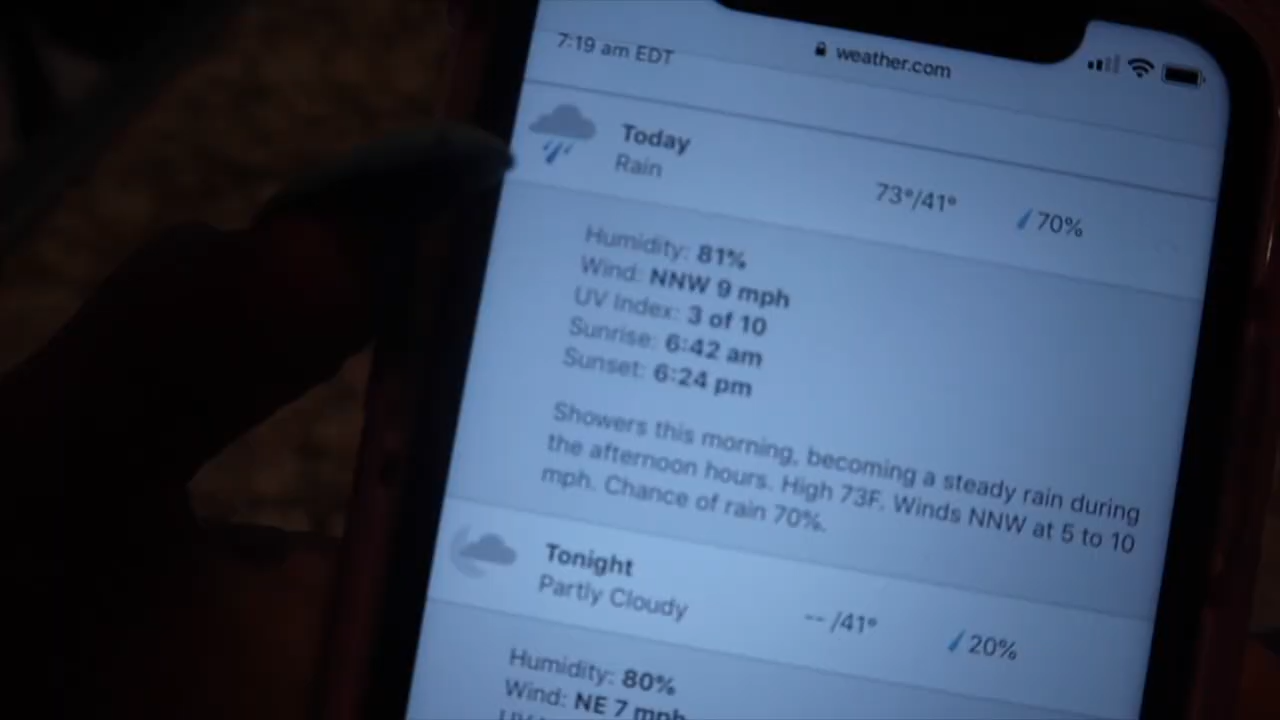 7:19 am EDT
weather.com
Today
Rain
73°/41°
70%
Humidity: 81%
Wind: NNW 9 mph
UV Index: 3 of 10
Sunrise: 6:42 am
Sunset: 6:24 pm
Showers this morning, becoming a steady rain during
the afternoon hours. High 73F. Winds NNW at 5 to 10
mph. Chance of rain 70%.
Tonight
Partly Cloudy
-- /41°
20%
Humidity: 80%
Wind: NE 7 mph